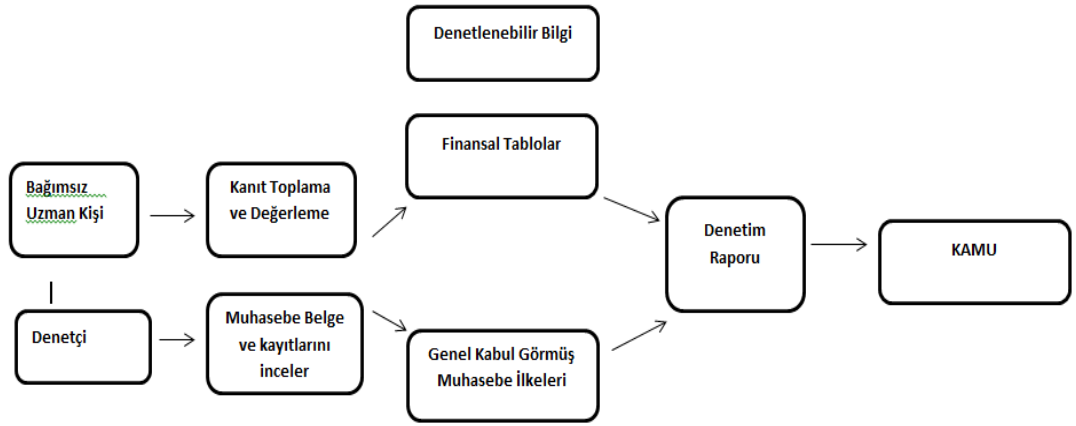 Denetlenebilir Bilgi
Finansal Tablolar
Bağımsız
Uzman Kişi
Kanıt Toplama
ve Değerleme
Denetim
Raporu
KAMU
Denetçi
Muhasebe Belge
ve kayıtlarını
inceler
Genel Kabul Görmüş
Muhasebe İlkeleri